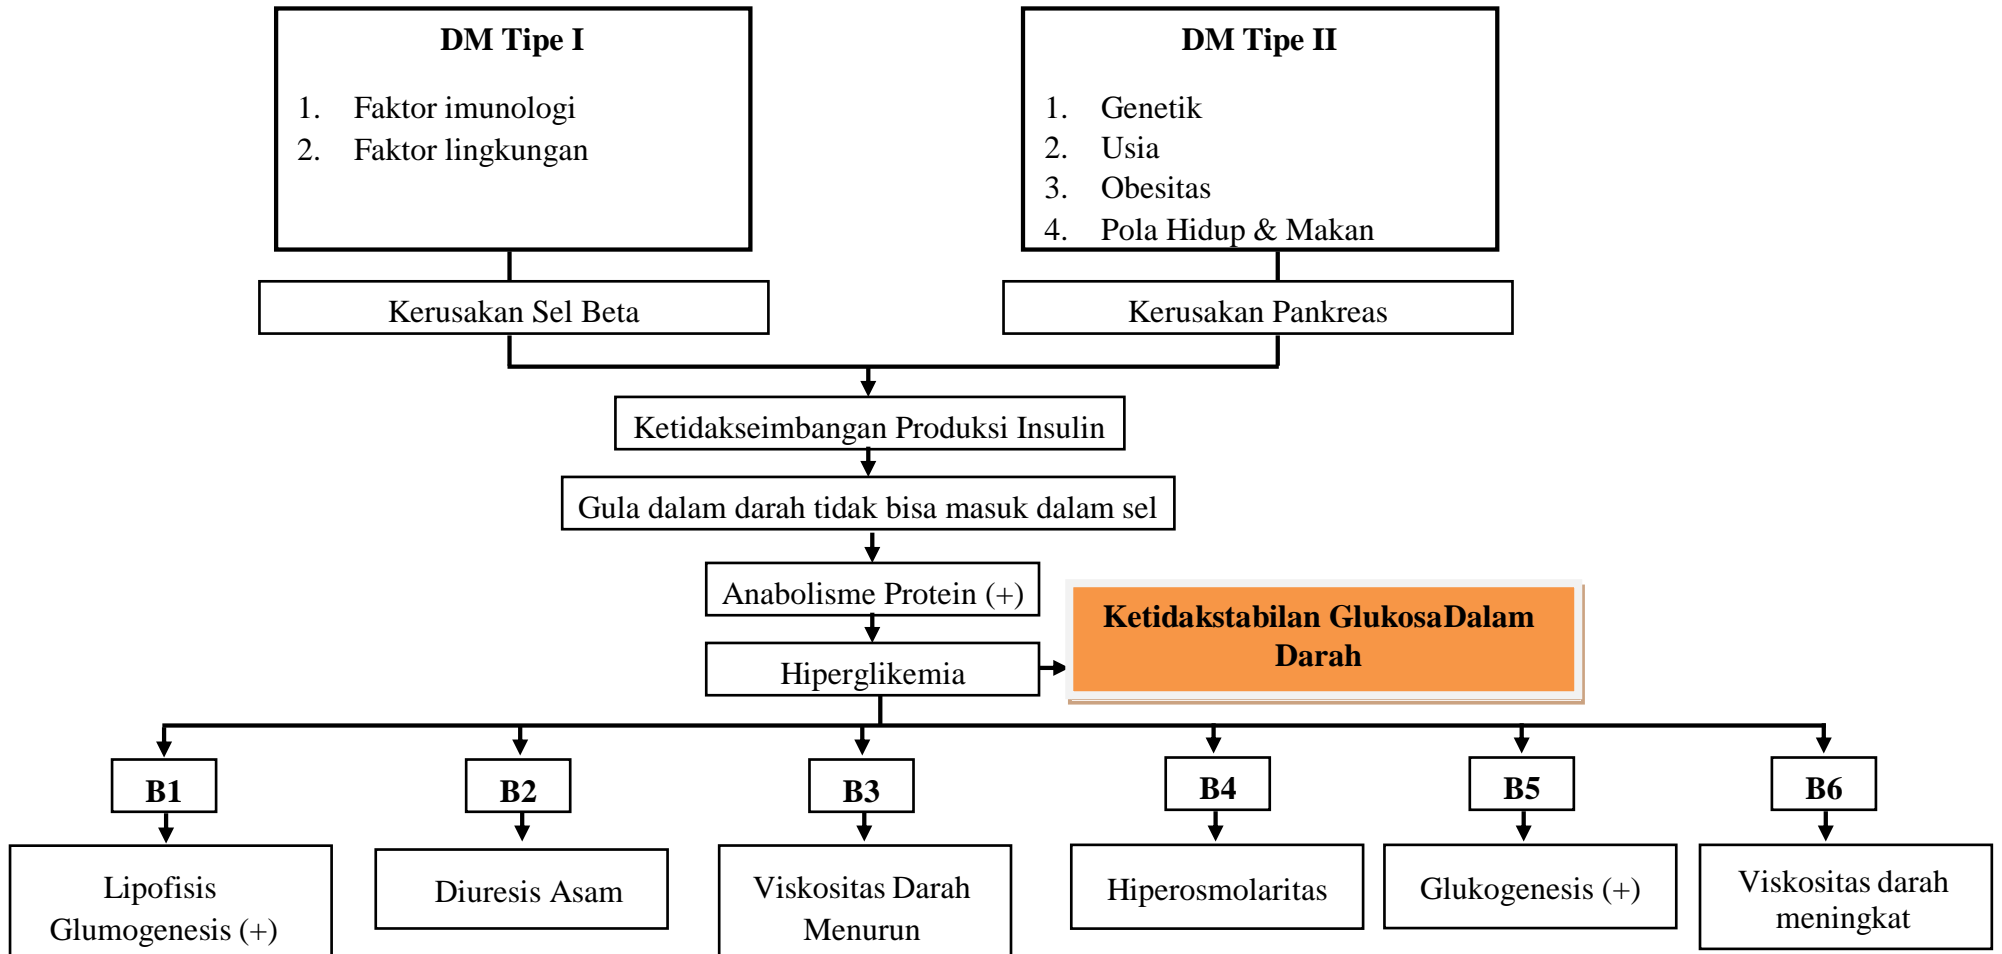 DM Tipe I
1. Faktor imunologi
2. Faktor lingkungan
DM Tipe II
1. Genetik
2. Usia
3. Obesitas
4. Pola Hidup & Makan
Kerusakan Sel Beta
Kerusakan Pankreas
Ketidakseimbangan Produksi Insulin
Gula dalam darah tidak bisa masuk dalam sel
Anabolisme Protein (+)
Hiperglikemia
Ketidakstabilan GlukosaDalam
Darah
B1
B2
B3
B4
B5
B6
Lipofisis
Glumogenesis (+)
Diuresis Asam
Viskositas Darah
Menurun
Hiperosmolaritas
Glukogenesis (+)
Viskositas darah
meningkat